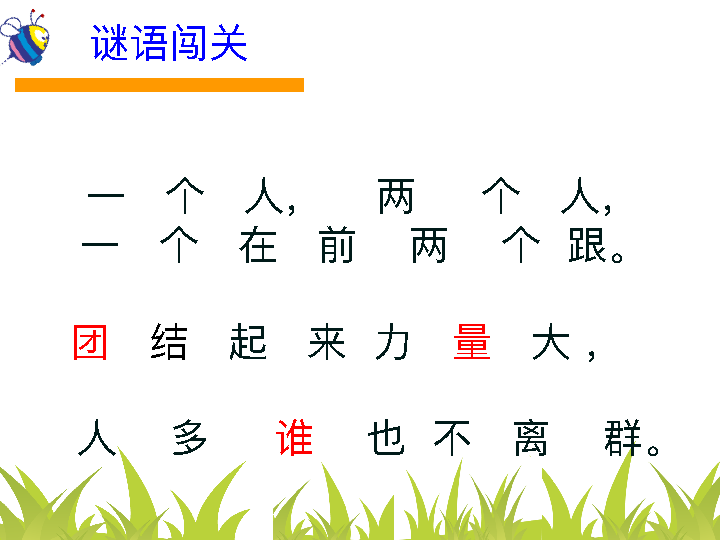 谜语闯关
一 个 人， 两 个 人，
一 个 在 前 两 个 跟。
团 结 起 来 力 量 大，
人 多 谁 也 不 离 群。